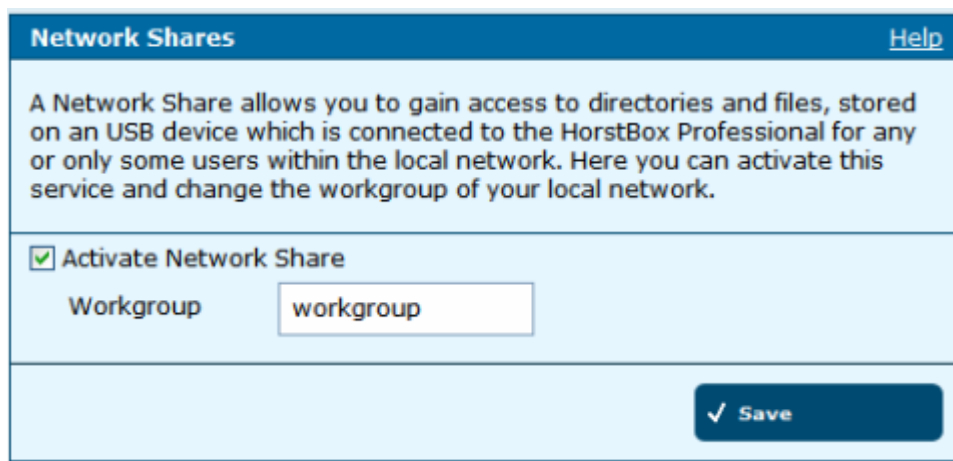 Network Shares Help
A Network Share allows you to gain access to directories and files, stored
on an USB device which is connected to the HorstBox Professional for any
or only some users within the local network. Here you can activate this
service and change the workgroup of your local network.
Activate Network Share
Workgroup workgroup
Save